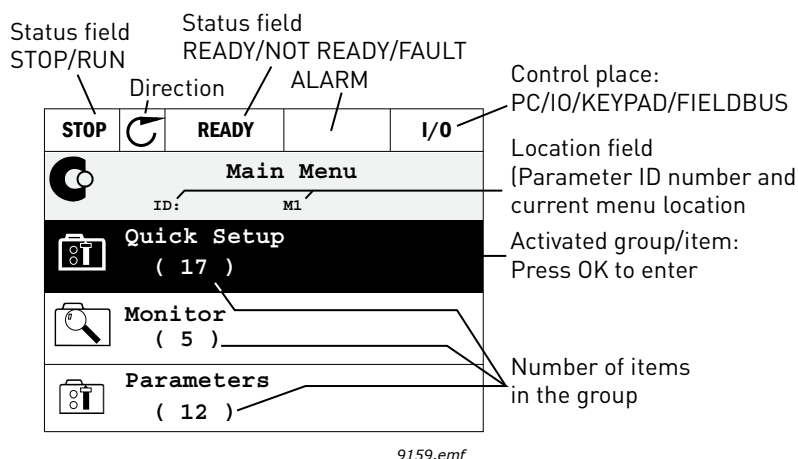 Status field
STOP/RUN
Direction
Status field
READY/NOT READY/FAULT
ALARM
Control place:
PC/IO/KEYPAD/FIELDBUS
STOP
READY
I/O
Main Menu
ID:
M1
Location field
(Parameter ID number and
current menu location
Quick Setup
( 17 )
Activated group/item:
Press OK to enter
Monitor
( 5 )
Parameters
( 12 )
Number of items
in the group
9159.emf